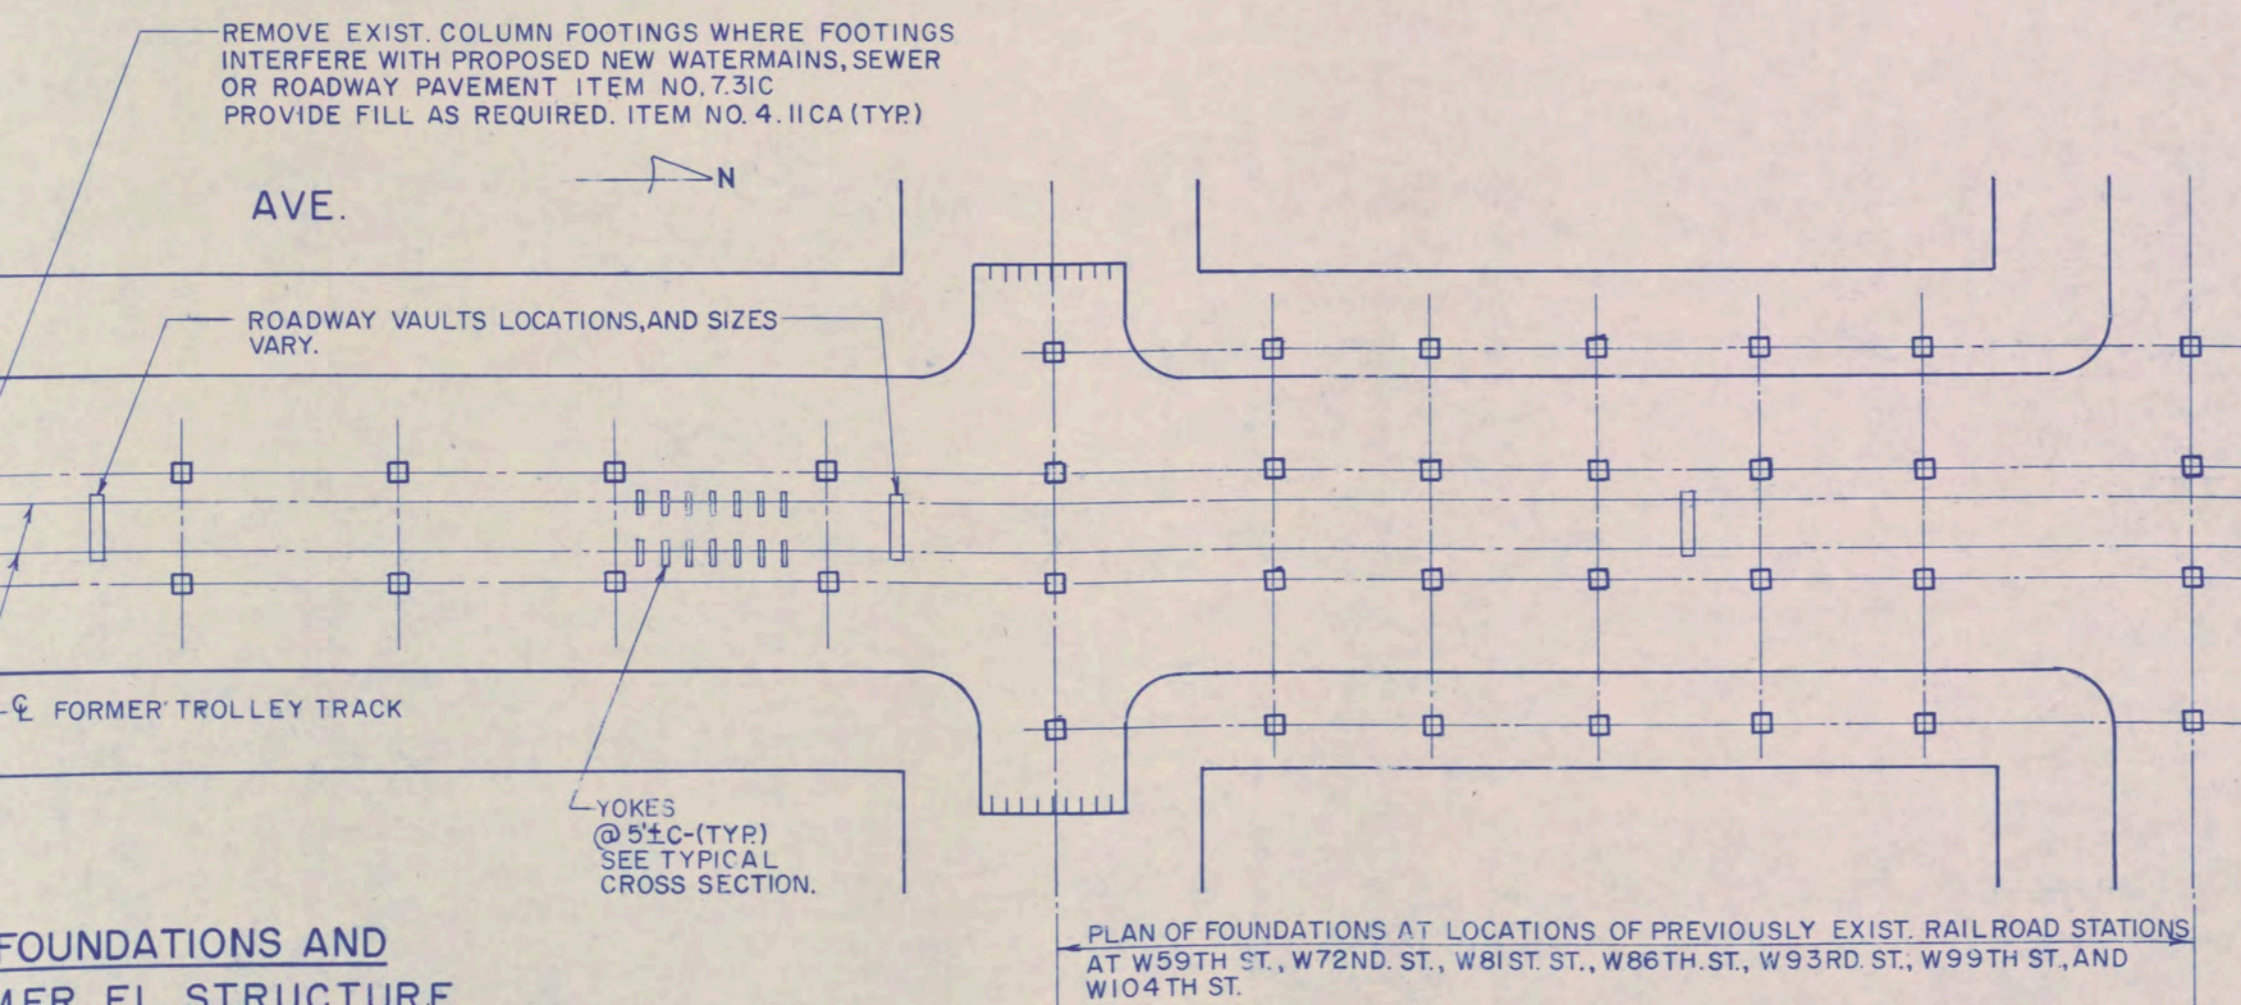 REMOVE EXIST. COLUMN FOOTINGS WHERE FOOTINGS
INTERFERE WITH PROPOSED NEW WATERMAINS, SEWER
OR ROADWAY PAVEMENT ITEM NO. 7.31C
PROVIDE FILL AS REQUIRED. ITEM NO. 4.11CA (TYP.)
N
AVE.
ROADWAY VAULTS LOCATIONS, AND SIZES
VARY.
℄ FORMER TROLLEY TRACK
YOKES
@ 5'± C-(TYP.)
SEE TYPICAL
CROSS SECTION.
FOUNDATIONS AND
MER EL STRUCTURE
PLAN OF FOUNDATIONS AT LOCATIONS OF PREVIOUSLY EXIST. RAILROAD STATIONS
AT W59TH ST., W72ND. ST., W81ST. ST., W86TH. ST., W93RD. ST., W99TH ST., AND
W104TH ST.